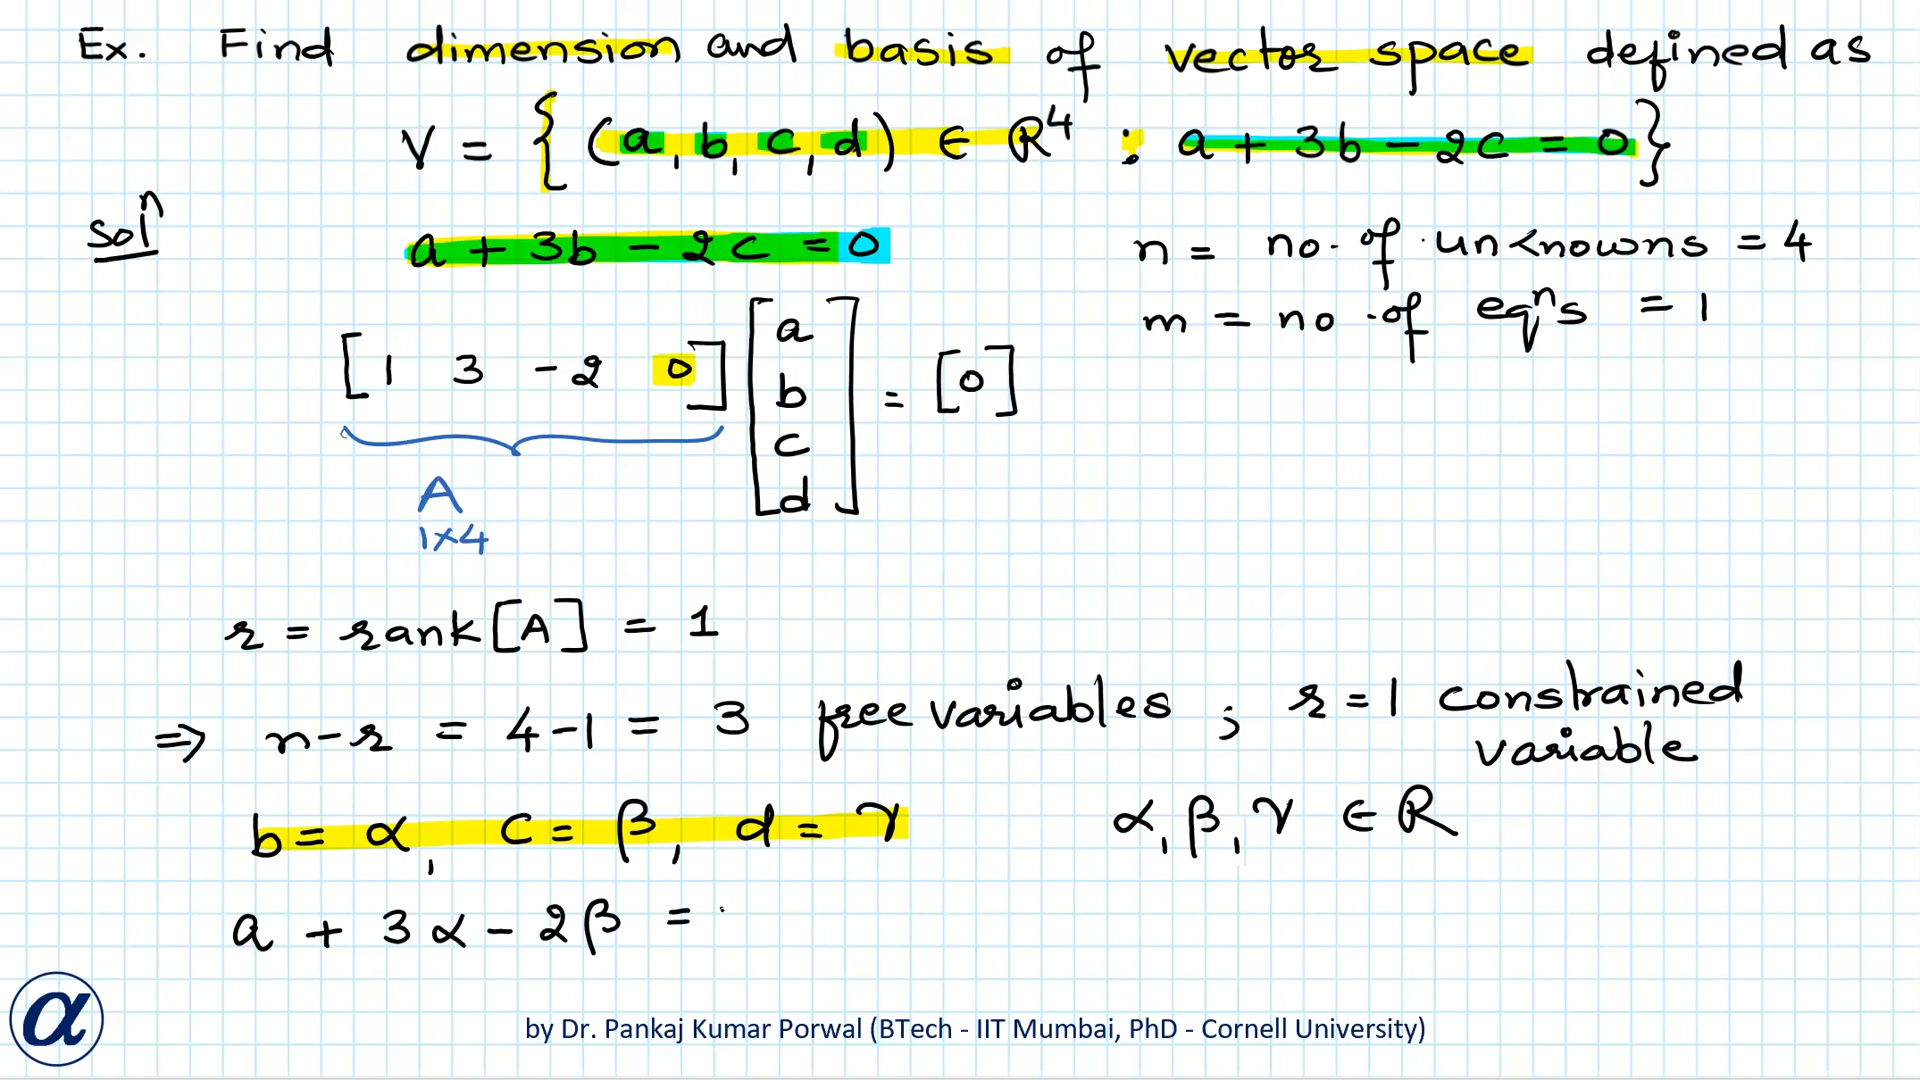 Ex. Find dimension and basis of vector space defined as
V = { (a, b, c, d) ∈ R⁴ : a + 3b - 2c = 0 }
Solⁿ
a + 3b - 2c = 0
n = no. of unknowns = 4
m = no. of eqⁿs = 1
[ 1 3 -2 0 ] [ a b c d ] = [ 0 ]
A
1×4
r = rank[A] = 1
⇒ n-r = 4-1 = 3 free variables ; r = 1 constrained
variable
b = α, c = β, d = γ α, β, γ ∈ R
a + 3α - 2β =
α
by Dr. Pankaj Kumar Porwal (BTech - IIT Mumbai, PhD - Cornell University)